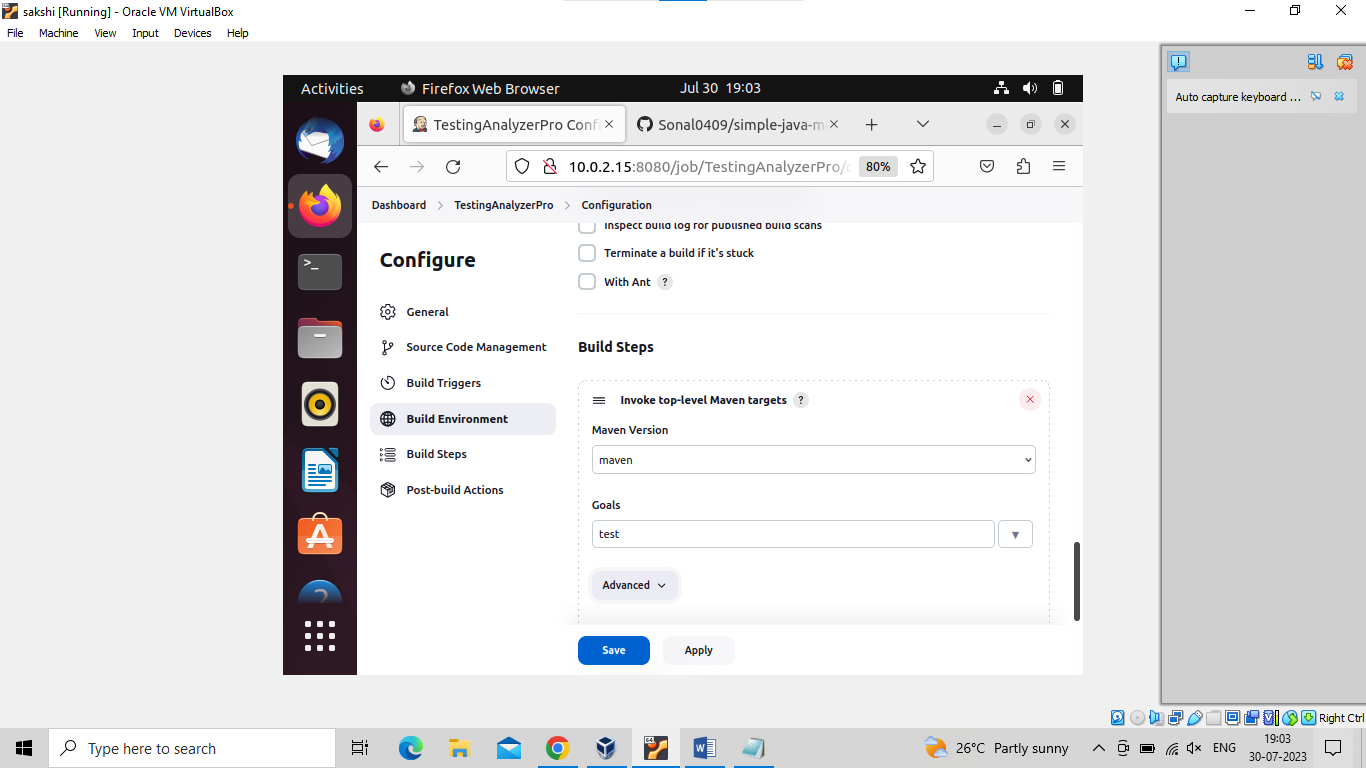 sakshi [Running] - Oracle VM VirtualBox
File Machine View Input Devices Help
Auto capture keyboard ...
Activities Firefox Web Browser Jul 30 19:03
TestingAnalyzerPro Confi Sonal0409/simple-java-m
10.0.2.15:8080/job/TestingAnalyzerPro/ 80%
Dashboard TestingAnalyzerPro Configuration
Inspect build log for published build scans
Terminate a build if it's stuck
With Ant ?
Configure
General
Source Code Management
Build Triggers
Build Environment
Build Steps
Post-build Actions
Build Steps
Invoke top-level Maven targets ?
Maven Version
maven
Goals
test
Advanced
Save Apply
Right Ctrl
Type here to search
26°C Partly sunny
ENG
19:03
30-07-2023